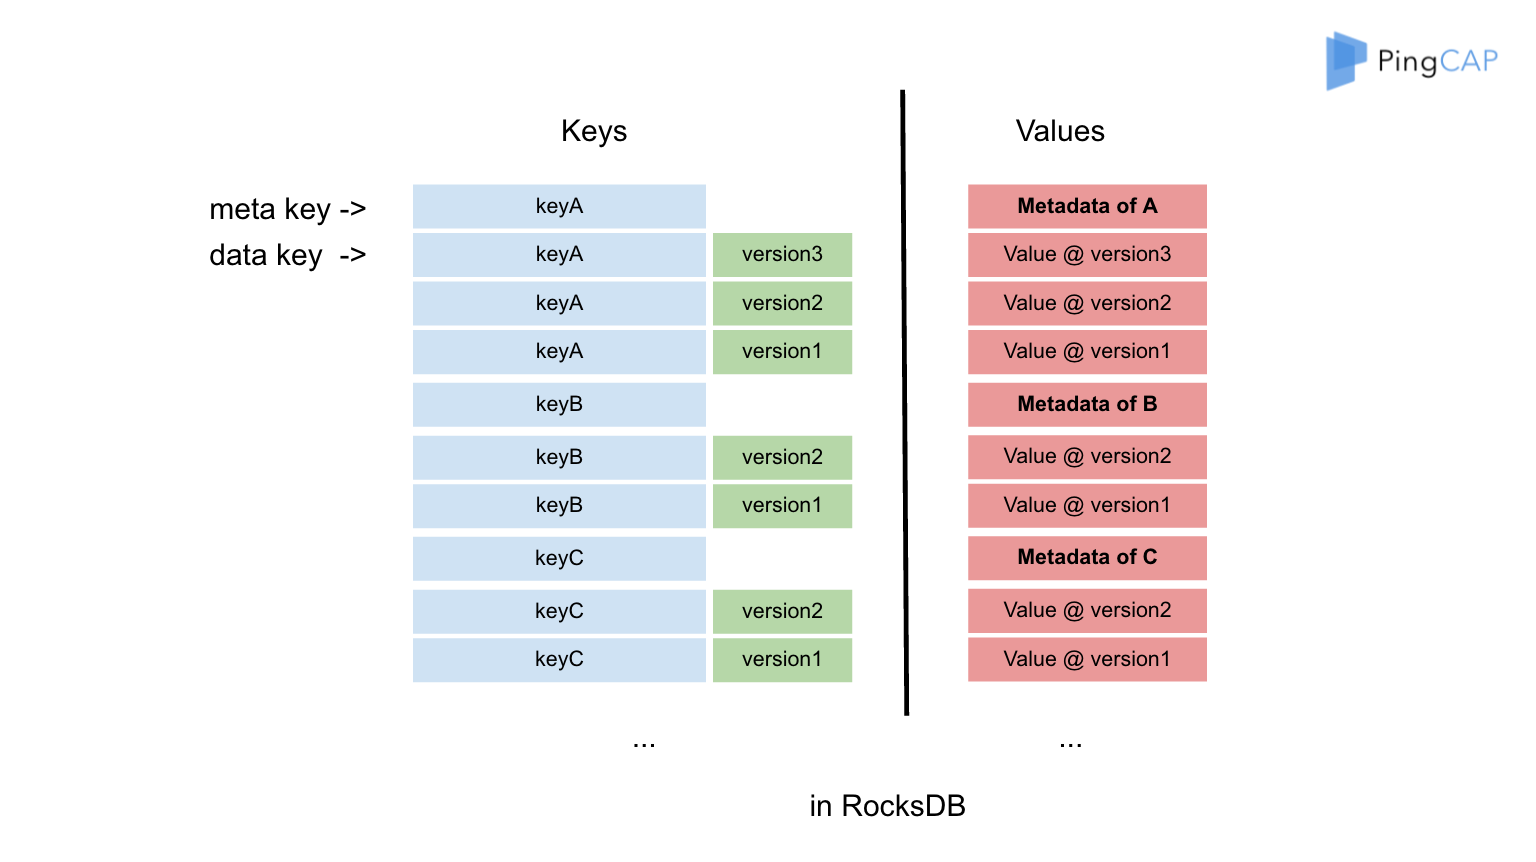 PingCAP
Keys Values
meta key -> keyA Metadata of A
data key -> keyA version3 Value @ version3
keyA version2 Value @ version2
keyA version1 Value @ version1
keyB Metadata of B
keyB version2 Value @ version2
keyB version1 Value @ version1
keyC Metadata of C
keyC version2 Value @ version2
keyC version1 Value @ version1
... ...
in RocksDB